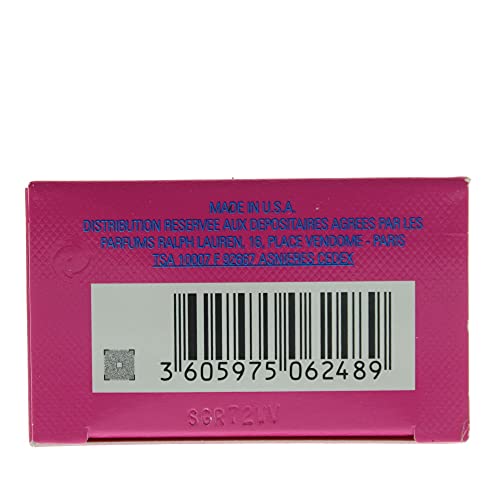 MADE IN U.S.A.
DISTRIBUTION RESERVEE AUX DEPOSITAIRES AGREES PAR LES
PARFUMS RALPH LAUREN, 16, PLACE VENDOME - PARIS
TSA 10007 F 92667 ASNIERES CEDEX
3 605975 062489